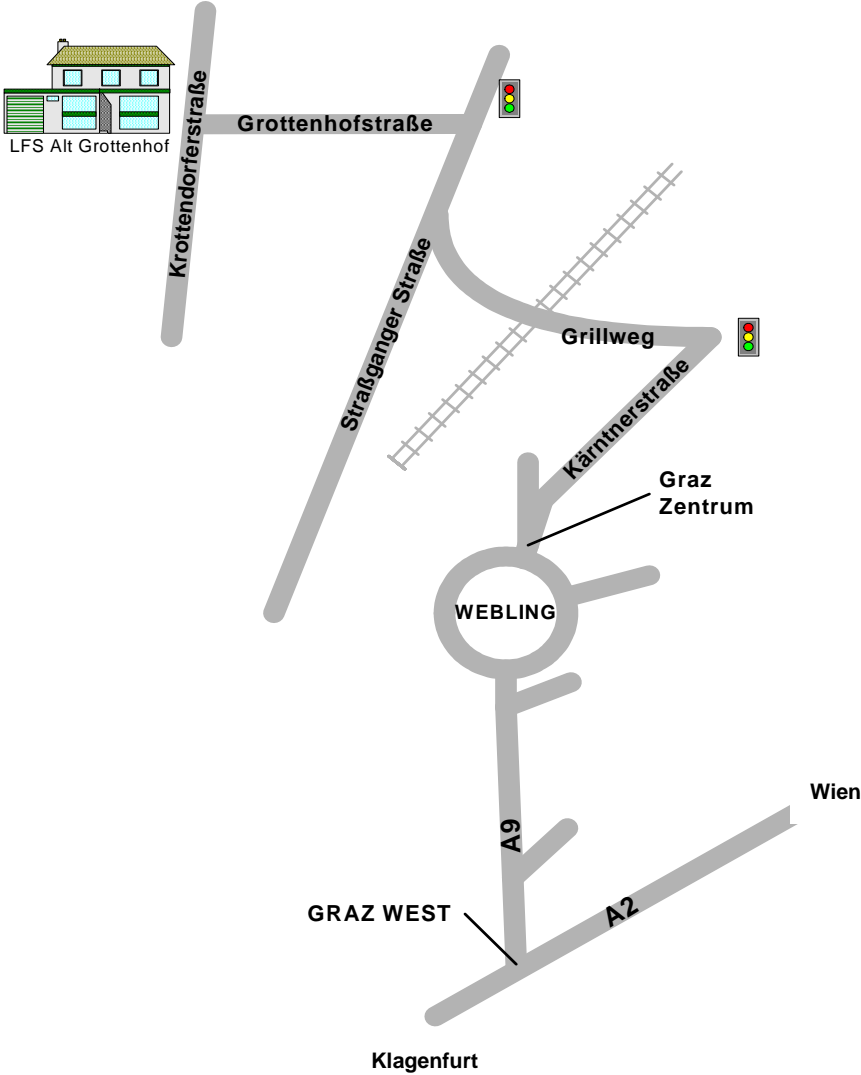 Krottendorferstraße
Grottenhofstraße
LFS Alt Grottenhof
Straßganger Straße
Grillweg
Kärntnerstraße
Graz
Zentrum
WEBLING
Wien
A9
A2
GRAZ WEST
Klagenfurt